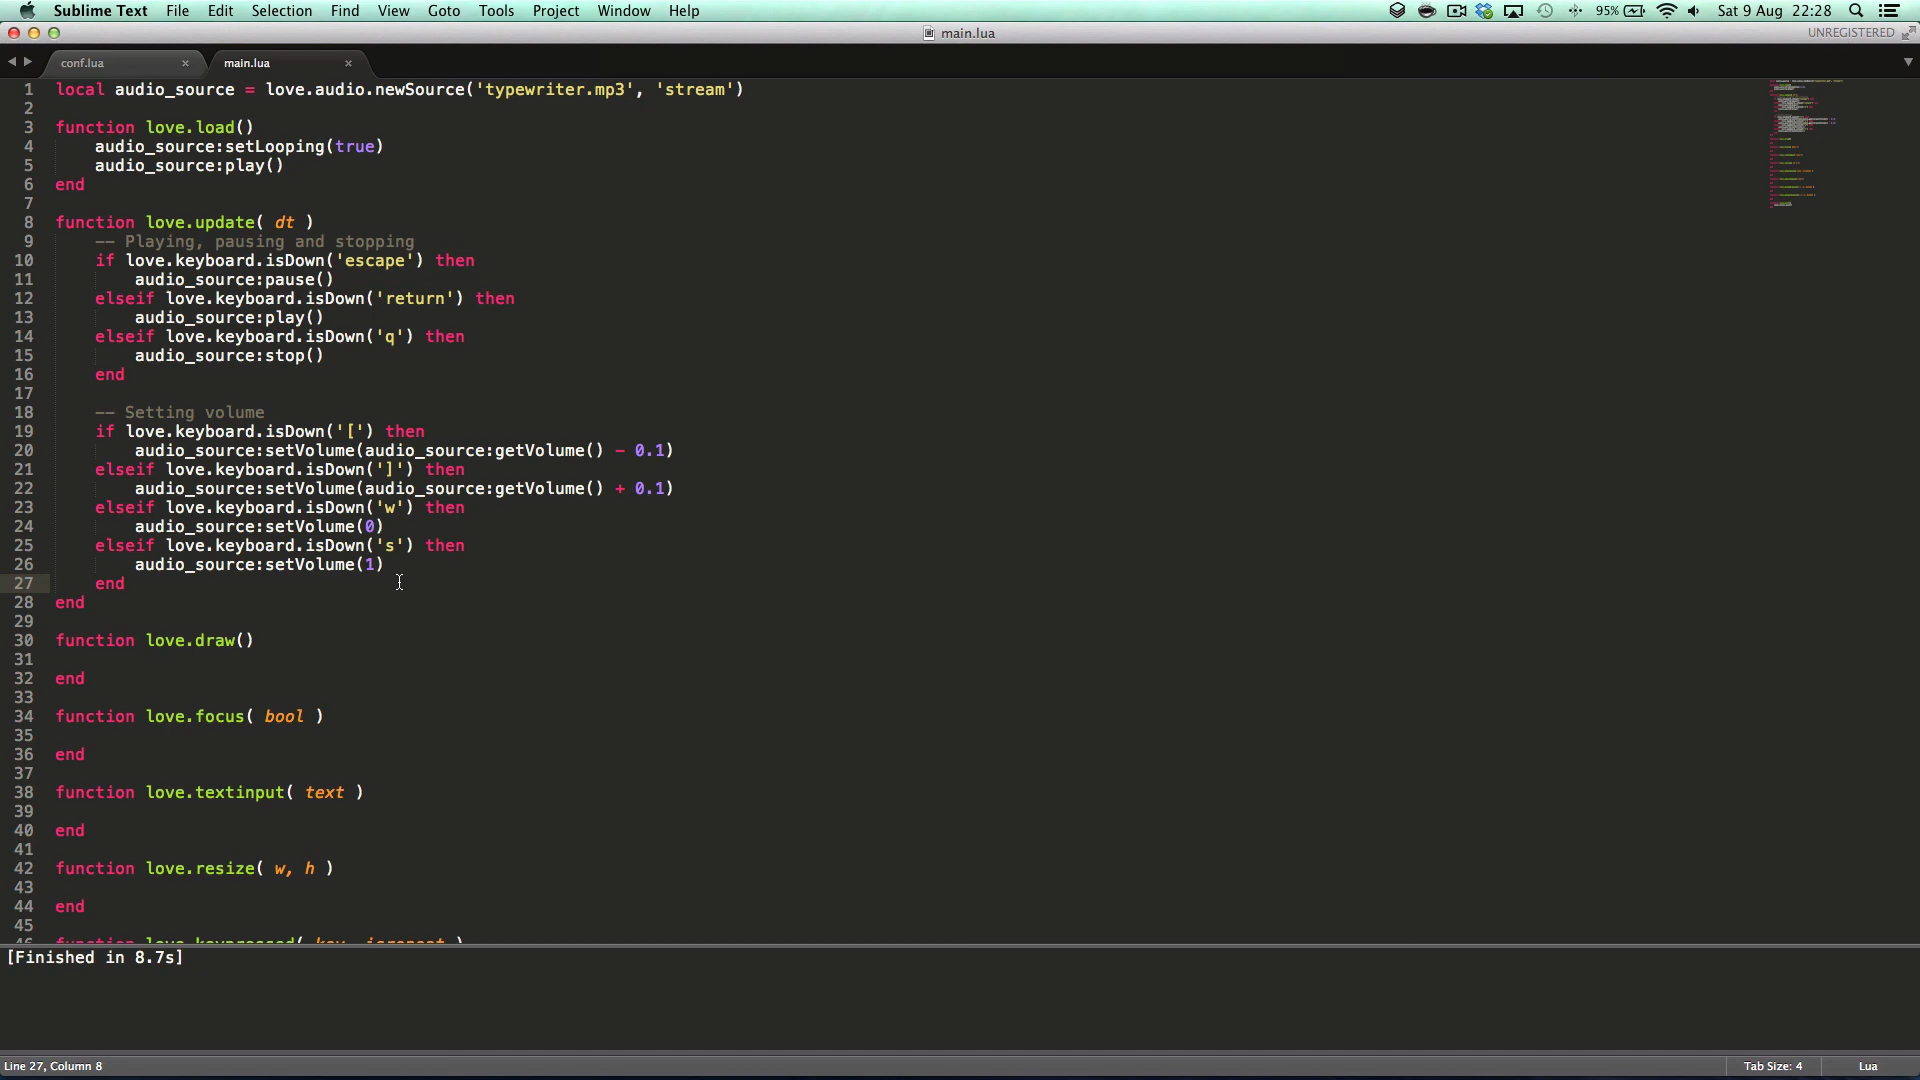 Sublime Text File Edit Selection Find View Goto Tools Project Window Help 95% Sat 9 Aug 22:28
main.lua UNREGISTERED
conf.lua × main.lua ×
1 local audio_source = love.audio.newSource('typewriter.mp3', 'stream')
2
3 function love.load()
4 audio_source:setLooping(true)
5 audio_source:play()
6 end
7
8 function love.update( dt )
9 -- Playing, pausing and stopping
10 if love.keyboard.isDown('escape') then
11 audio_source:pause()
12 elseif love.keyboard.isDown('return') then
13 audio_source:play()
14 elseif love.keyboard.isDown('q') then
15 audio_source:stop()
16 end
17
18 -- Setting volume
19 if love.keyboard.isDown('[') then
20 audio_source:setVolume(audio_source:getVolume() - 0.1)
21 elseif love.keyboard.isDown(']') then
22 audio_source:setVolume(audio_source:getVolume() + 0.1)
23 elseif love.keyboard.isDown('w') then
24 audio_source:setVolume(0)
25 elseif love.keyboard.isDown('s') then
26 audio_source:setVolume(1)
27 end
28 end
29
30 function love.draw()
31
32 end
33
34 function love.focus( bool )
35
36 end
37
38 function love.textinput( text )
39
40 end
41
42 function love.resize( w, h )
43
44 end
45
46 function love.keypressed( key, isrepeat )
[Finished in 8.7s]
Line 27, Column 8 Tab Size: 4 Lua